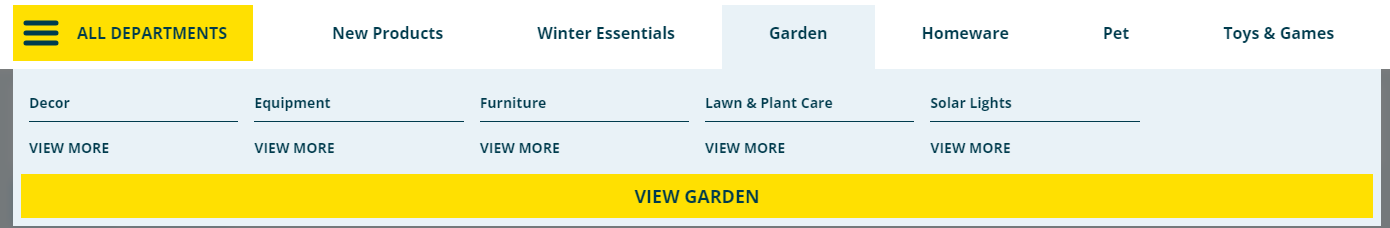 ALL DEPARTMENTS New Products Winter Essentials Garden Homeware Pet Toys & Games
Decor Equipment Furniture Lawn & Plant Care Solar Lights
VIEW MORE VIEW MORE VIEW MORE VIEW MORE VIEW MORE
VIEW GARDEN